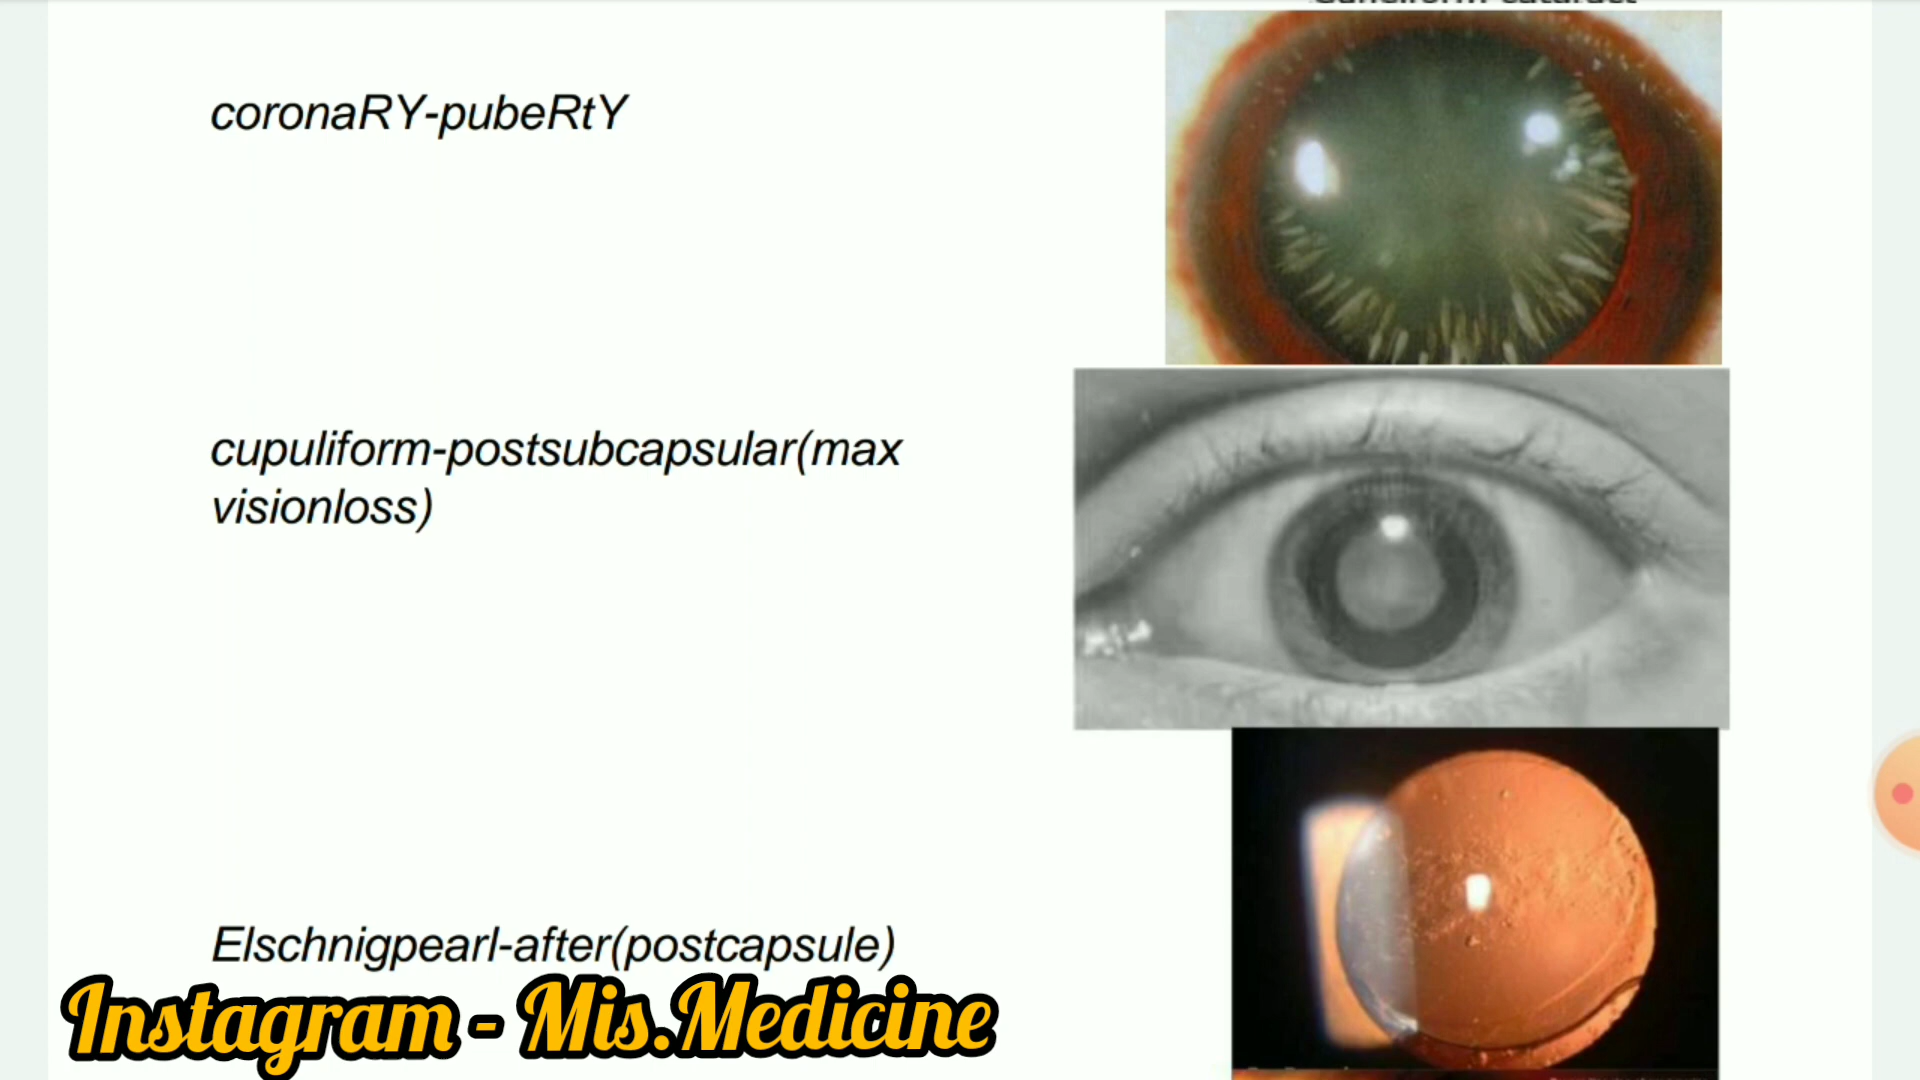 coronaRY-pubeRtY
cupuliform-postsubcapsular(max
visionloss)
Elschnigpearl-after(postcapsule)
Instagram - Mis.Medicine